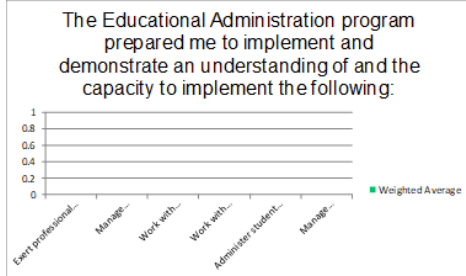 The Educational Administration program
prepared me to implement and
demonstrate an understanding of and the
capacity to implement the following:
1
0.8
0.6
0.4
0.2
0
Exert professional...
Manage...
Work with...
Work with...
Administer student...
Manage...
Weighted Average